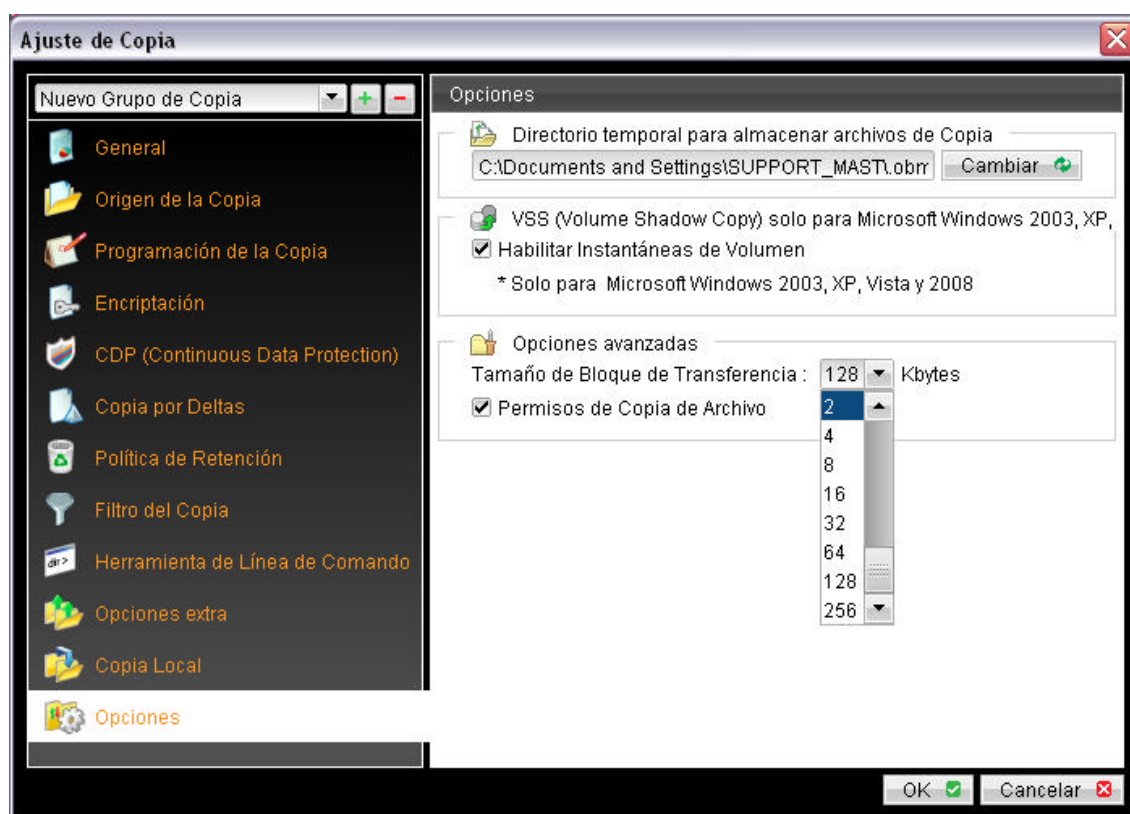 Ajuste de Copia
Nuevo Grupo de Copia
General
Origen de la Copia
Programación de la Copia
Encriptación
CDP (Continuous Data Protection)
Copia por Deltas
Política de Retención
Filtro del Copia
dir>
Herramienta de Línea de Comando
Opciones extra
Copia Local
Opciones
Opciones
Directorio temporal para almacenar archivos de Copia
C:\Documents and Settings\SUPPORT_MAST\.obm
Cambiar
VSS (Volume Shadow Copy) solo para Microsoft Windows 2003, XP,
Habilitar Instantáneas de Volumen
* Solo para Microsoft Windows 2003, XP, Vista y 2008
Opciones avanzadas
Tamaño de Bloque de Transferencia : 128 Kbytes
Permisos de Copia de Archivo
2
4
8
16
32
64
128
256
OK
Cancelar